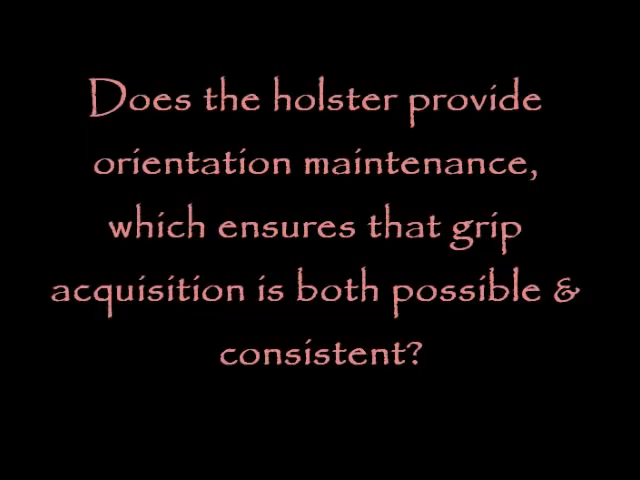 Does the holster provide
orientation maintenance,
which ensures that grip
acquisition is both possible &
consistent?